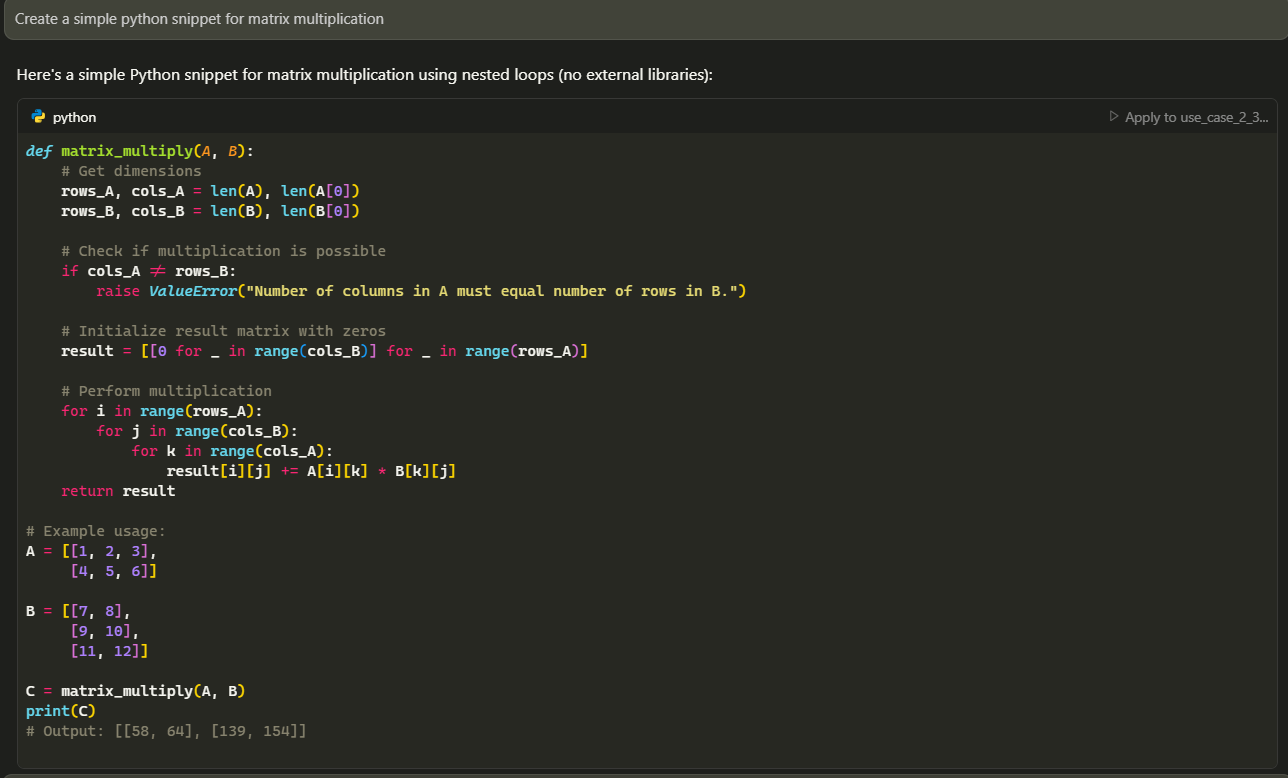 Create a simple python snippet for matrix multiplication
Here's a simple Python snippet for matrix multiplication using nested loops (no external libraries):
python
Apply to use_case_2_3...
def matrix_multiply(A, B):
    # Get dimensions
    rows_A, cols_A = len(A), len(A[0])
    rows_B, cols_B = len(B), len(B[0])
    # Check if multiplication is possible
    if cols_A != rows_B:
        raise ValueError("Number of columns in A must equal number of rows in B.")
    # Initialize result matrix with zeros
    result = [[0 for _ in range(cols_B)] for _ in range(rows_A)]
    # Perform multiplication
    for i in range(rows_A):
        for j in range(cols_B):
            for k in range(cols_A):
                result[i][j] += A[i][k] * B[k][j]
    return result
# Example usage:
A = [[1, 2, 3],
     [4, 5, 6]]
B = [[7, 8],
     [9, 10],
     [11, 12]]
C = matrix_multiply(A, B)
print(C)
# Output: [[58, 64], [139, 154]]